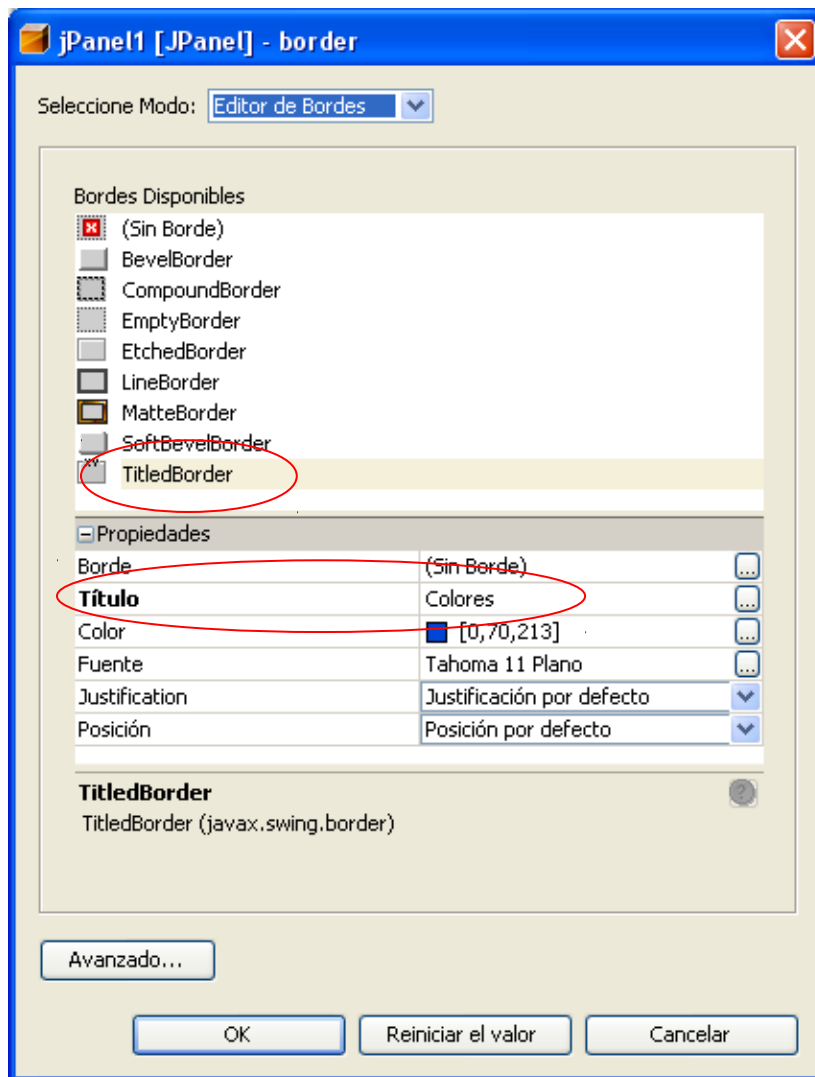 jPanel1 [JPanel] - border
Seleccione Modo: Editor de Bordes
Bordes Disponibles
(Sin Borde)
BevelBorder
CompoundBorder
EmptyBorder
EtchedBorder
LineBorder
MatteBorder
SoftBevelBorder
XY TitledBorder
Propiedades
Borde (Sin Borde) ...
Título Colores ...
Color [0,70,213] ...
Fuente Tahoma 11 Plano ...
Justification Justificación por defecto
Posición Posición por defecto
TitledBorder ?
TitledBorder (javax.swing.border)
Avanzado...
OK Reiniciar el valor Cancelar